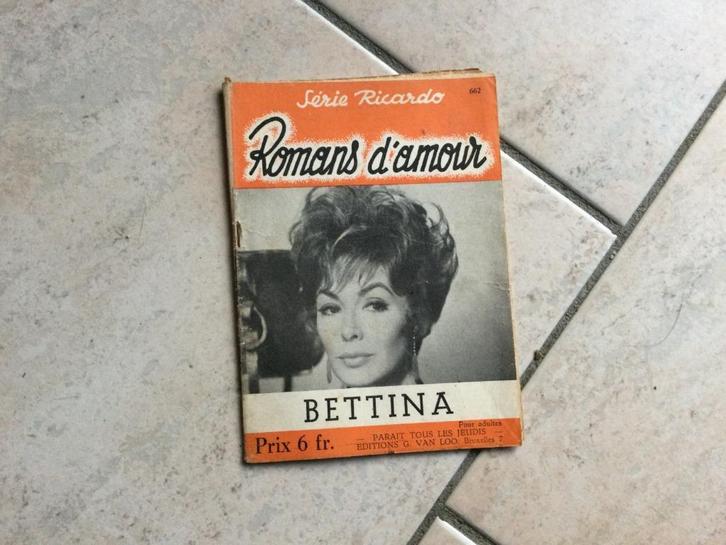 Série Ricardo
662
Romans d'amour
BETTINA
Pour adultes
Prix 6 fr.
— PARAIT TOUS LES JEUDIS —
EDITIONS G. VAN LOO, Bruxelles 7